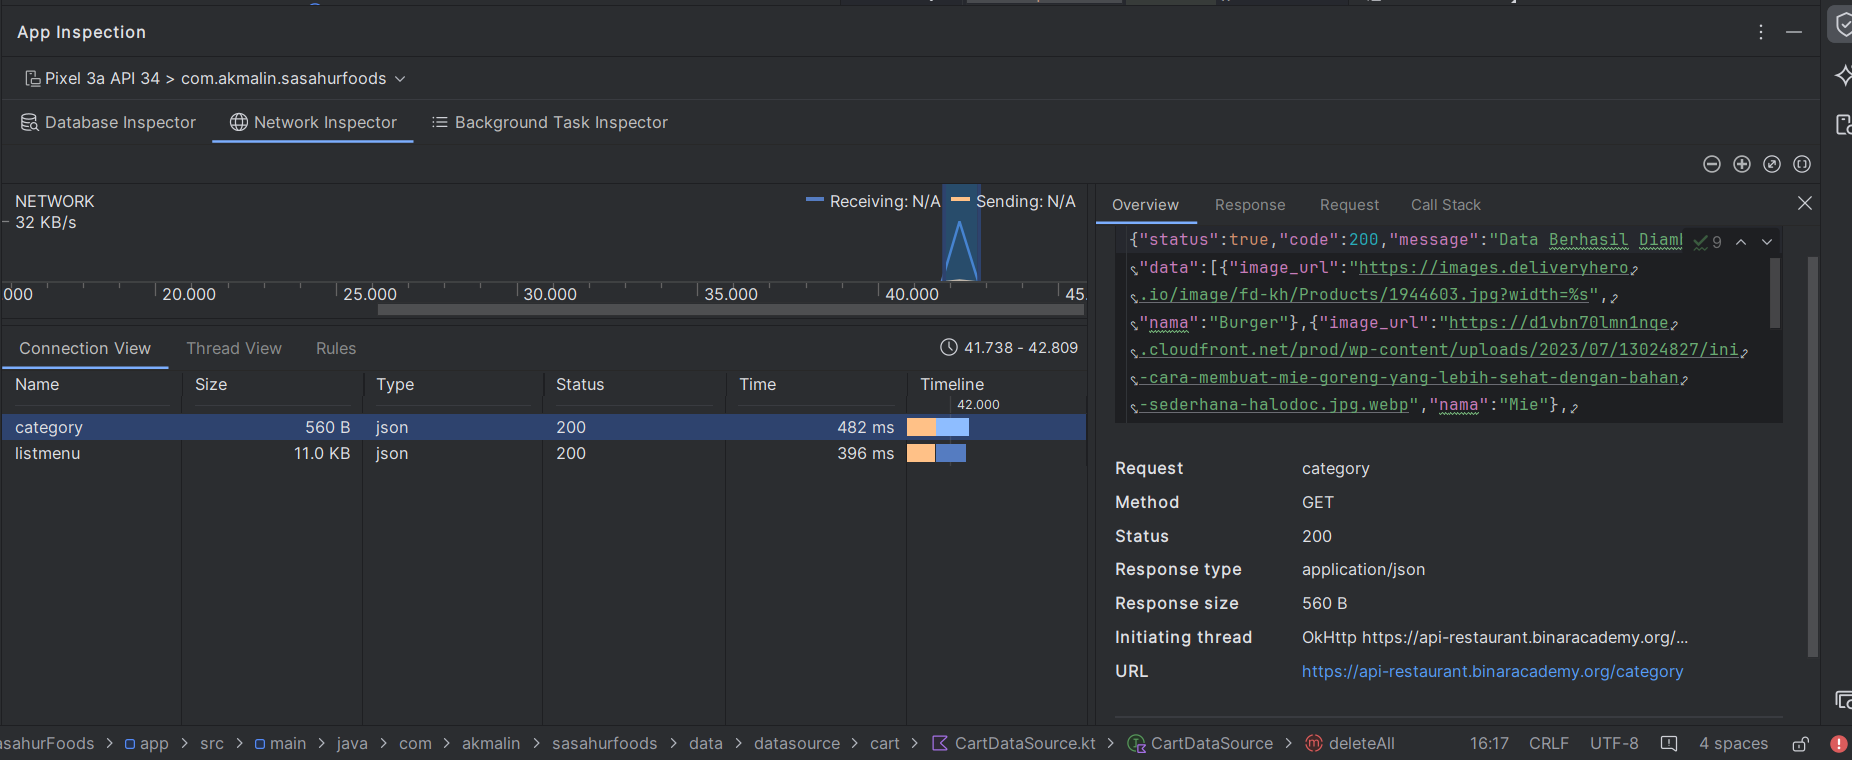 App Inspection
Pixel 3a API 34 > com.akmalin.sasahurfoods
Database Inspector
Network Inspector
Background Task Inspector
NETWORK
32 KB/s
Receiving: N/A
Sending: N/A
000
20.000
25.000
30.000
35.000
40.000
45.
Connection View
Thread View
Rules
41.738 - 42.809
Name
Size
Type
Status
Time
Timeline
42.000
category
560 B
json
200
482 ms
listmenu
11.0 KB
json
200
396 ms
Overview
Response
Request
Call Stack
{"status":true,"code":200,"message":"Data Berhasil Diamb
9
"data":[{"image_url":"https://images.deliveryhero
.io/image/fd-kh/Products/1944603.jpg?width=%s",
"nama":"Burger"},{"image_url":"https://d1vbn70lmn1nqe
.cloudfront.net/prod/wp-content/uploads/2023/07/13024827/ini
-cara-membuat-mie-goreng-yang-lebih-sehat-dengan-bahan
-sederhana-halodoc.jpg.webp","nama":"Mie"},
Request
category
Method
GET
Status
200
Response type
application/json
Response size
560 B
Initiating thread
OkHttp https://api-restaurant.binaracademy.org/...
URL
https://api-restaurant.binaracademy.org/category
asahurFoods > app > src > main > java > com > akmalin > sasahurfoods > data > datasource > cart > CartDataSource.kt > CartDataSource > deleteAll
16:17
CRLF
UTF-8
4 spaces